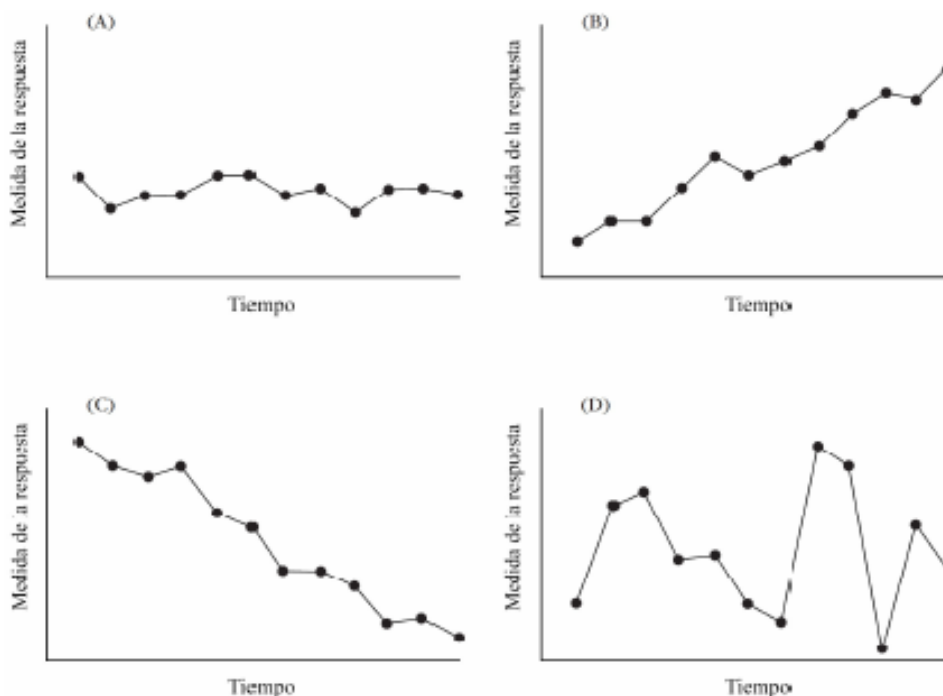 (A)
Medida de la respuesta
Tiempo
(B)
Medida de la respuesta
Tiempo
(C)
Medida de la respuesta
Tiempo
(D)
Medida de la respuesta
Tiempo